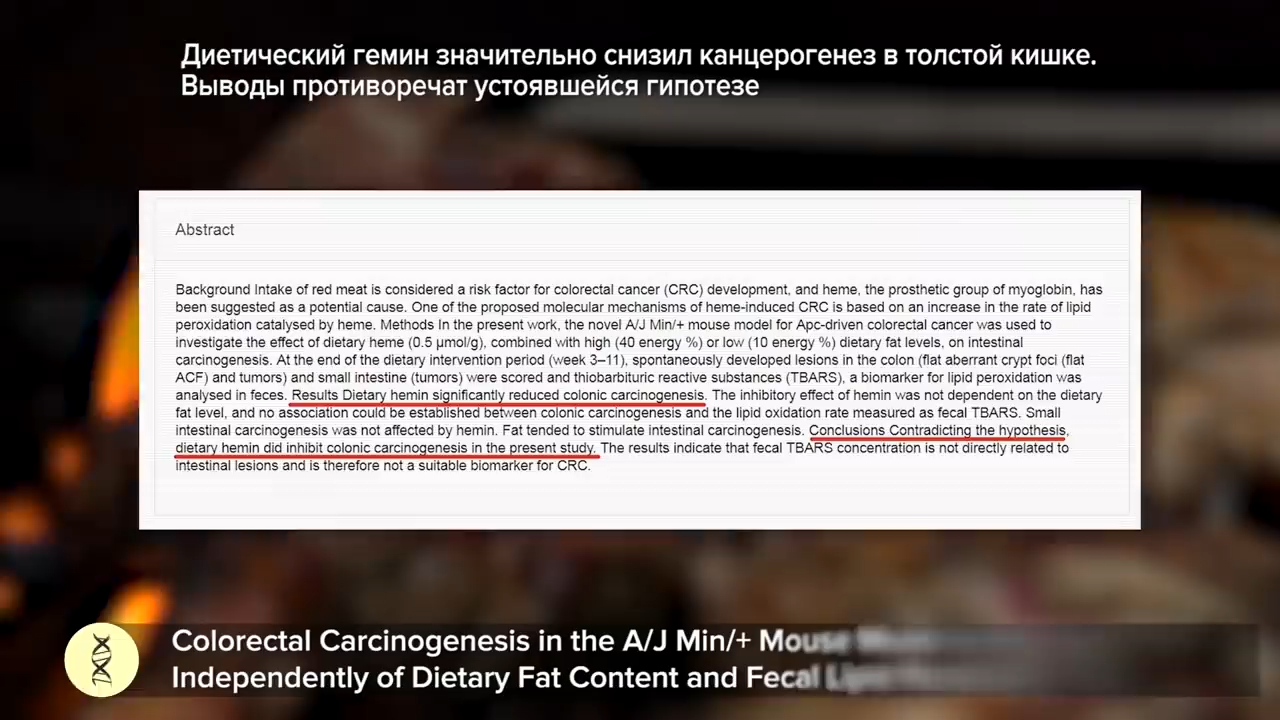 Диетический гемин значительно снизил канцерогенез в толстой кишке.
Выводы противоречат устоявшейся гипотезе
Abstract
Background Intake of red meat is considered a risk factor for colorectal cancer (CRC) development, and heme, the prosthetic group of myoglobin, has
been suggested as a potential cause. One of the proposed molecular mechanisms of heme-induced CRC is based on an increase in the rate of lipid
peroxidation catalysed by heme. Methods In the present work, the novel A/J Min/+ mouse model for Apc-driven colorectal cancer was used to
investigate the effect of dietary heme (0.5 μmol/g), combined with high (40 energy %) or low (10 energy %) dietary fat levels, on intestinal
carcinogenesis. At the end of the dietary intervention period (week 3–11), spontaneously developed lesions in the colon (flat aberrant crypt foci (flat
ACF) and tumors) and small intestine (tumors) were scored and thiobarbituric reactive substances (TBARS), a biomarker for lipid peroxidation was
analysed in feces. Results Dietary hemin significantly reduced colonic carcinogenesis. The inhibitory effect of hemin was not dependent on the dietary
fat level, and no association could be established between colonic carcinogenesis and the lipid oxidation rate measured as fecal TBARS. Small
intestinal carcinogenesis was not affected by hemin. Fat tended to stimulate intestinal carcinogenesis. Conclusions Contradicting the hypothesis,
dietary hemin did inhibit colonic carcinogenesis in the present study. The results indicate that fecal TBARS concentration is not directly related to
intestinal lesions and is therefore not a suitable biomarker for CRC.
Colorectal Carcinogenesis in the A/J Min/+ Mouse
Independently of Dietary Fat Content and Fecal